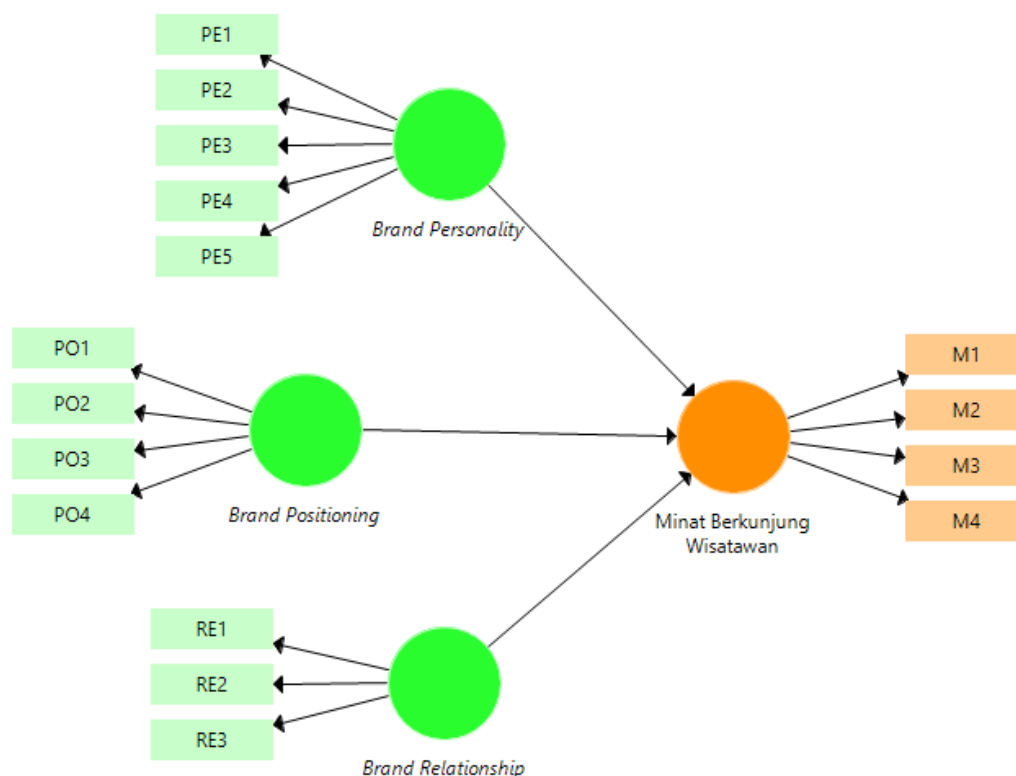 PE1
PE2
PE3
PE4
PE5
Brand Personality
PO1
PO2
PO3
PO4
Brand Positioning
Minat Berkunjung
Wisatawan
M1
M2
M3
M4
RE1
RE2
RE3
Brand Relationship